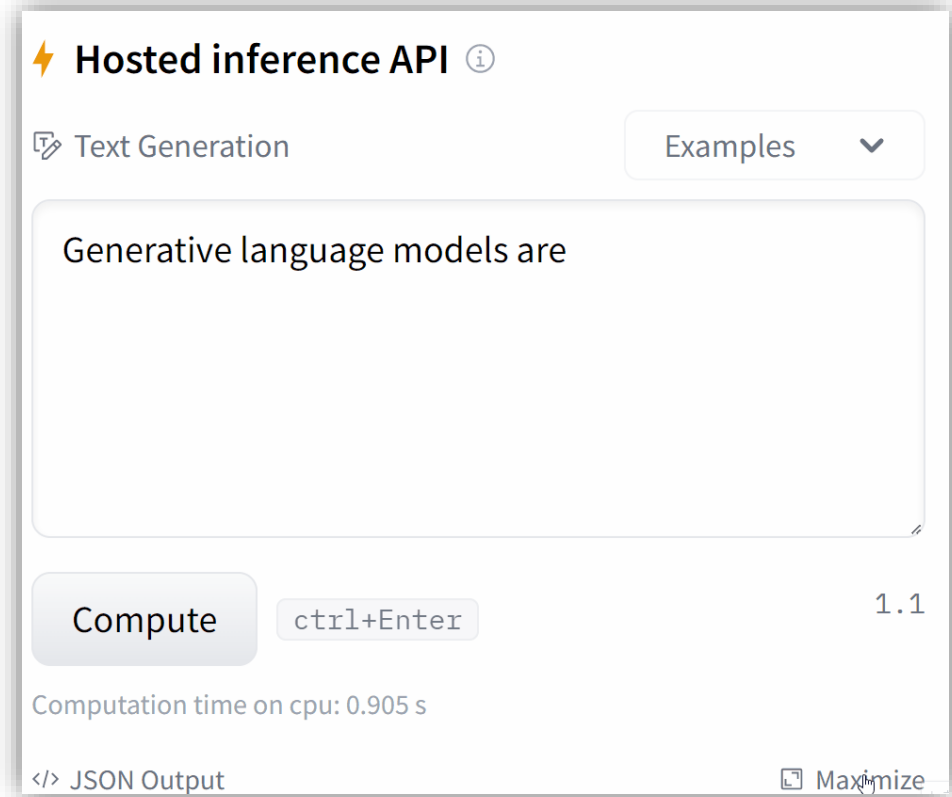 Hosted inference API
Text Generation
Examples
Generative language models are
Compute
ctrl+Enter
1.1
Computation time on cpu: 0.905 s
</> JSON Output
Maximize